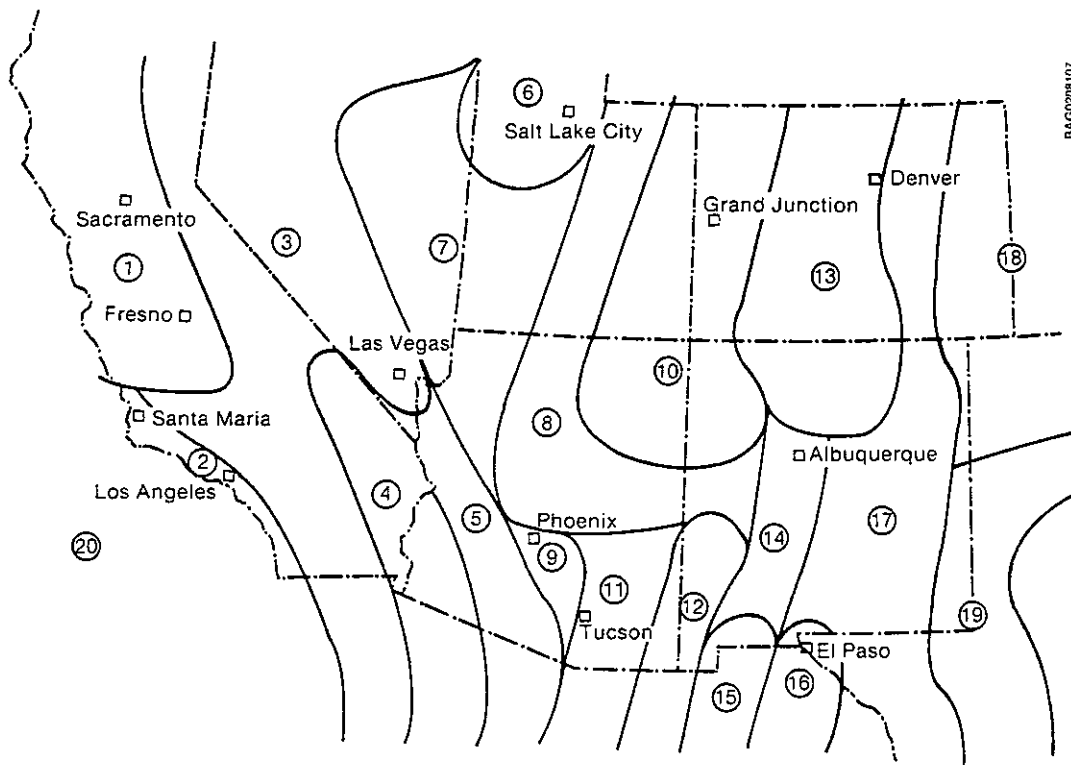 BAG0208107
6
Salt Lake City
Denver
Grand Junction
Sacramento
3
7
18
1
13
Fresno
Las Vegas
10
8
Santa Maria
Albuquerque
2
Los Angeles
4
5
Phoenix
17
20
9
14
11
12
19
Tucson
El Paso
15
16